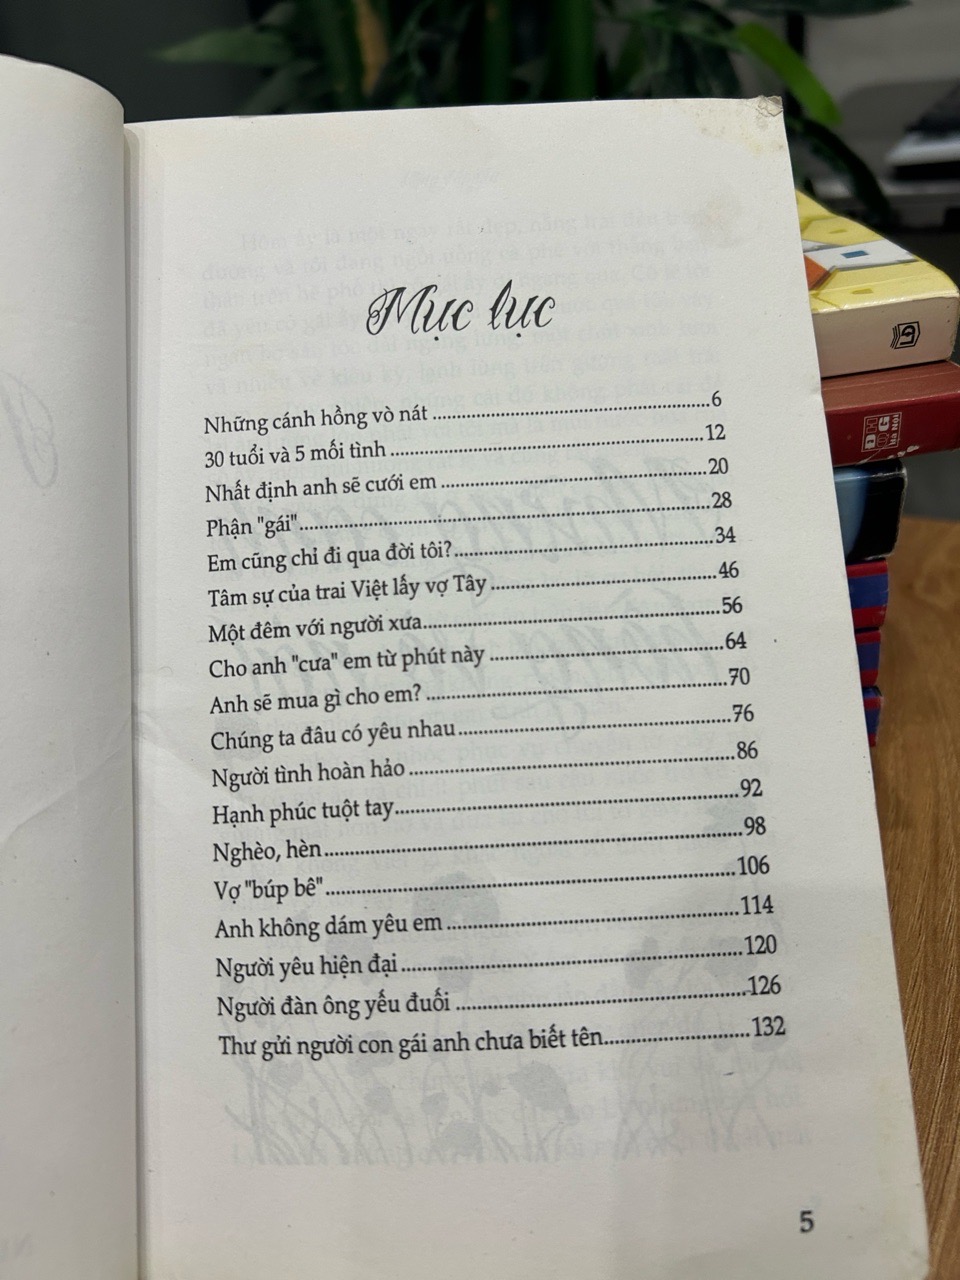 Mục lục
Những cánh hồng vò nát ..................................................6
30 tuổi và 5 mối tình ........................................................12
Nhất định anh sẽ cưới em ................................................20
Phận "gái"..........................................................................28
Em cũng chỉ đi qua đời tôi?..............................................34
Tâm sự của trai Việt lấy vợ Tây ........................................46
Một đêm với người xưa.....................................................56
Cho anh "cưa" em từ phút này .........................................64
Anh sẽ mua gì cho em? .....................................................70
Chúng ta đâu có yêu nhau ................................................76
Người tình hoàn hảo .........................................................86
Hạnh phúc tuột tay............................................................92
Nghèo, hèn.........................................................................98
Vợ "búp bê".......................................................................106
Anh không dám yêu em ...................................................114
Người yêu hiện đại ...........................................................120
Người đàn ông yếu đuối ..................................................126
Thư gửi người con gái anh chưa biết tên..........................132
5